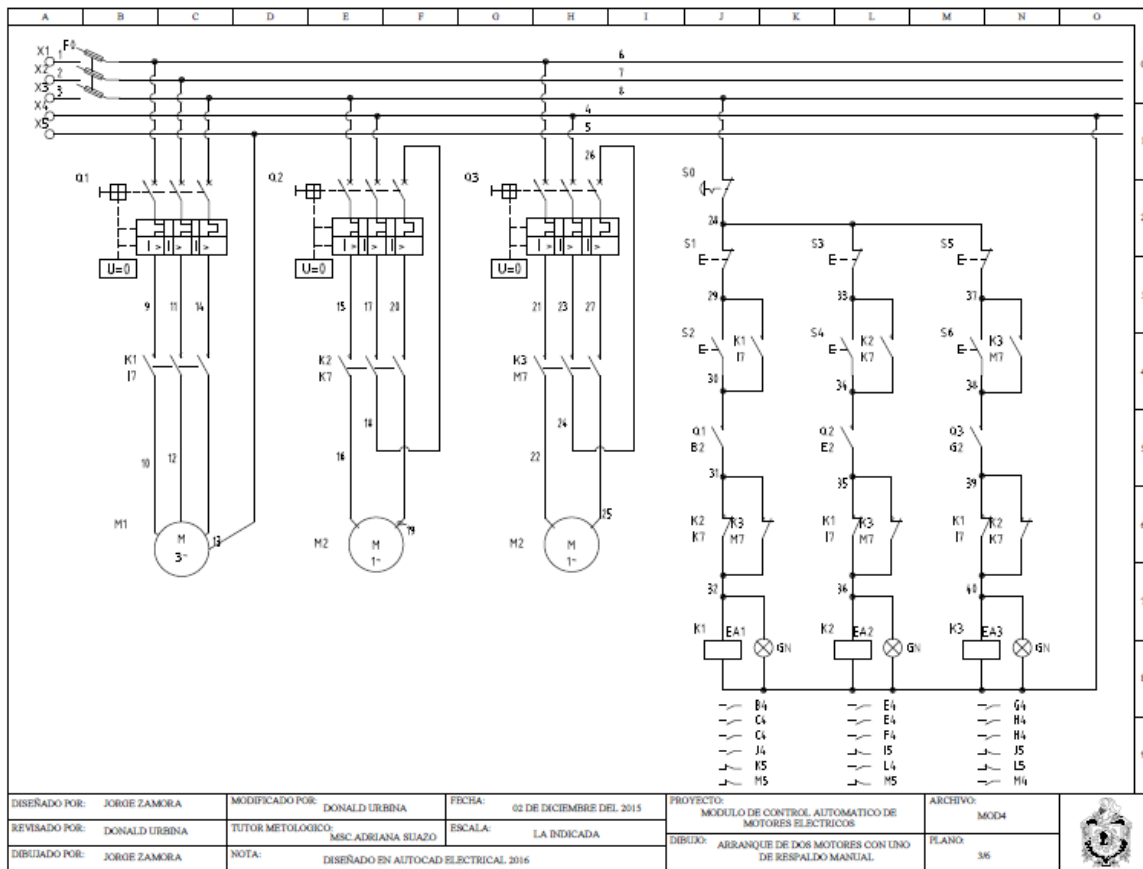 A B C D E F G H I J K L M N O
X1 1 F0 6
X2 2 7
X3 3 8
X4 4
X5 5
26
Q1 Q2 Q3 S0
28
I> I> I> I> I> I> I> I> I>
U=0 U=0 U=0
S1 S3 S5
E E E
9 11 14 15 17 20 21 23 27
29 33 37
K1 I7 K2 K7 K3 M7
S2 K1 I7 S4 K2 K7 S6 K3 M7
E E E
30 34 38
18 24
Q1 B2 Q2 E2 Q3 G2
10 12 16 22
31 35 39
M1 M 3~ 13
M2 M 1~ 19
M2 M 1~ 25
K2 K7 K3 M7 K1 I7 K3 M7 K1 I7 K2 K7
32 36 40
K1 EA1 GN K2 EA2 GN K3 EA3 GN
B4 E4 G4
C4 E4 H4
C4 F4 H4
J4 I5 J5
K5 L4 L5
M5 M5 M4
DISEÑADO POR: JORGE ZAMORA
MODIFICADO POR: DONALD URBINA
FECHA: 02 DE DICIEMBRE DEL 2015
PROYECTO: MODULO DE CONTROL AUTOMATICO DE
MOTORES ELECTRICOS
ARCHIVO: MOD4
REVISADO POR: DONALD URBINA
TUTOR METOLOGICO: MSC.ADRIANA SUAZO
ESCALA: LA INDICADA
DIBUJO: ARRANQUE DE DOS MOTORES CON UNO
DE RESPALDO MANUAL
PLANO: 3/6
DIBUJADO POR: JORGE ZAMORA
NOTA: DISEÑADO EN AUTOCAD ELECTRICAL 2016